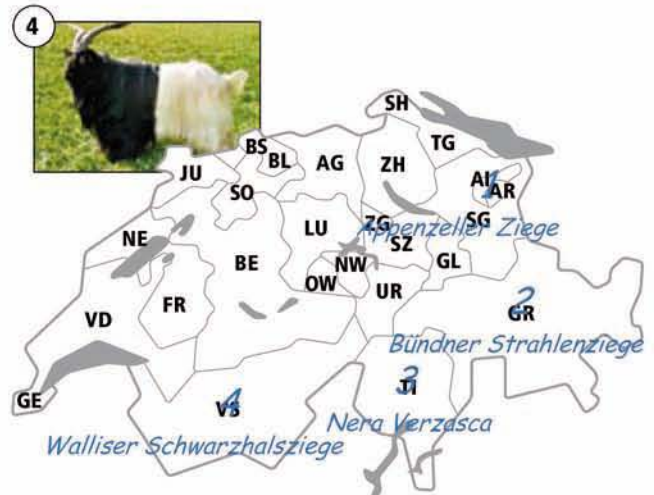 4
SH
BS
BL
AG
ZH
TG
JU
SO
AI
AR
1
LU
ZG
SG
Appenzeller Ziege
NE
BE
SZ
NW
GL
OW
UR
FR
VD
2
GR
Bündner Strahlenziege
GE
4
VS
3
TI
Nera Verzasca
Walliser Schwarzhalsziege